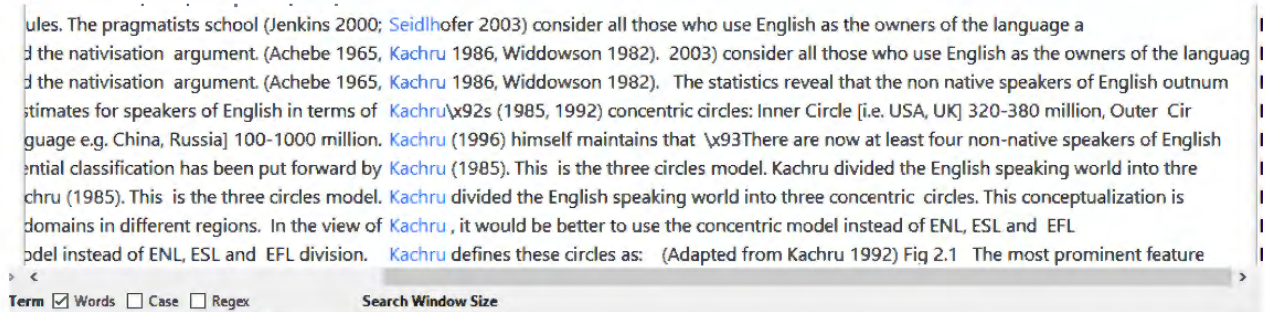 ules. The pragmatists school (Jenkins 2000; Seidlhofer 2003) consider all those who use English as the owners of the language a
d the nativisation argument. (Achebe 1965, Kachru 1986, Widdowson 1982). 2003) consider all those who use English as the owners of the languag
d the nativisation argument. (Achebe 1965, Kachru 1986, Widdowson 1982). The statistics reveal that the non native speakers of English outnum
stimates for speakers of English in terms of Kachru\x92s (1985, 1992) concentric circles: Inner Circle [i.e. USA, UK] 320-380 million, Outer Cir
guage e.g. China, Russia] 100-1000 million. Kachru (1996) himself maintains that \x93There are now at least four non-native speakers of English
ential classification has been put forward by Kachru (1985). This is the three circles model. Kachru divided the English speaking world into thre
chru (1985). This is the three circles model. Kachru divided the English speaking world into three concentric circles. This conceptualization is
domains in different regions. In the view of Kachru , it would be better to use the concentric model instead of ENL, ESL and EFL
odel instead of ENL, ESL and EFL division. Kachru defines these circles as: (Adapted from Kachru 1992) Fig 2.1 The most prominent feature
Term Words Case Regex Search Window Size